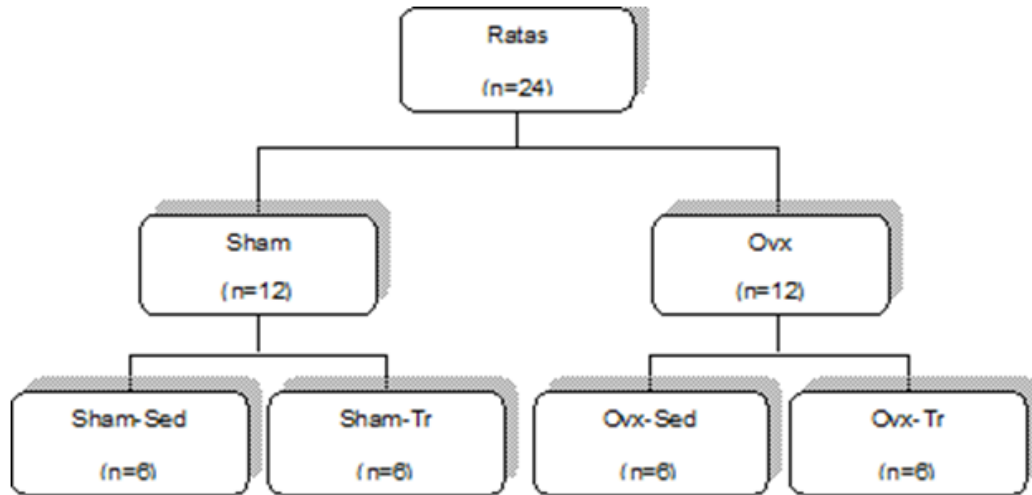 Ratas
(n=24)
Sham
(n=12)
Ovx
(n=12)
Sham-Sed
(n=6)
Sham-Tr
(n=6)
Ovx-Sed
(n=6)
Ovx-Tr
(n=6)